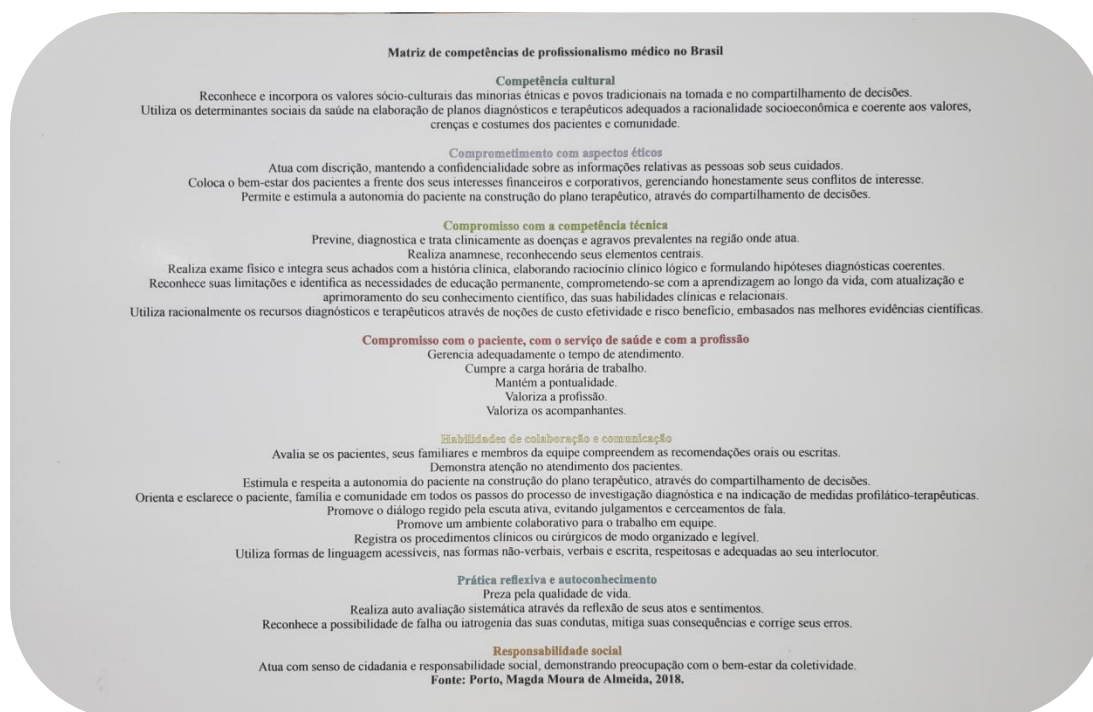 Matriz de competências de profissionalismo médico no Brasil
Competência cultural
Reconhece e incorpora os valores sócio-culturais das minorias étnicas e povos tradicionais na tomada e no compartilhamento de decisões.
Utiliza os determinantes sociais da saúde na elaboração de planos diagnósticos e terapêuticos adequados a racionalidade socioeconômica e coerente aos valores,
crenças e costumes dos pacientes e comunidade.
Comprometimento com aspectos éticos
Atua com discrição, mantendo a confidencialidade sobre as informações relativas as pessoas sob seus cuidados.
Coloca o bem-estar dos pacientes a frente dos seus interesses financeiros e corporativos, gerenciando honestamente seus conflitos de interesse.
Permite e estimula a autonomia do paciente na construção do plano terapêutico, através do compartilhamento de decisões.
Compromisso com a competência técnica
Previne, diagnostica e trata clinicamente as doenças e agravos prevalentes na região onde atua.
Realiza anamnese, reconhecendo seus elementos centrais.
Realiza exame físico e integra seus achados com a história clínica, elaborando raciocínio clínico lógico e formulando hipóteses diagnósticas coerentes.
Reconhece suas limitações e identifica as necessidades de educação permanente, comprometendo-se com a aprendizagem ao longo da vida, com atualização e
aprimoramento do seu conhecimento científico, das suas habilidades clínicas e relacionais.
Utiliza racionalmente os recursos diagnósticos e terapêuticos através de noções de custo efetividade e risco benefício, embasados nas melhores evidências científicas.
Compromisso com o paciente, com o serviço de saúde e com a profissão
Gerencia adequadamente o tempo de atendimento.
Cumpre a carga horária de trabalho.
Mantém a pontualidade.
Valoriza a profissão.
Valoriza os acompanhantes.
Habilidades de colaboração e comunicação
Avalia se os pacientes, seus familiares e membros da equipe compreendem as recomendações orais ou escritas.
Demonstra atenção no atendimento dos pacientes.
Estimula e respeita a autonomia do paciente na construção do plano terapêutico, através do compartilhamento de decisões.
Orienta e esclarece o paciente, família e comunidade em todos os passos do processo de investigação diagnóstica e na indicação de medidas profilático-terapêuticas.
Promove o diálogo regido pela escuta ativa, evitando julgamentos e cerceamentos de fala.
Promove um ambiente colaborativo para o trabalho em equipe.
Registra os procedimentos clínicos ou cirúrgicos de modo organizado e legível.
Utiliza formas de linguagem acessíveis, nas formas não-verbais, verbais e escrita, respeitosas e adequadas ao seu interlocutor.
Prática reflexiva e autoconhecimento
Preza pela qualidade de vida.
Realiza auto avaliação sistemática através da reflexão de seus atos e sentimentos.
Reconhece a possibilidade de falha ou iatrogenia das suas condutas, mitiga suas consequências e corrige seus erros.
Responsabilidade social
Atua com senso de cidadania e responsabilidade social, demonstrando preocupação com o bem-estar da coletividade.
Fonte: Porto, Magda Moura de Almeida, 2018.